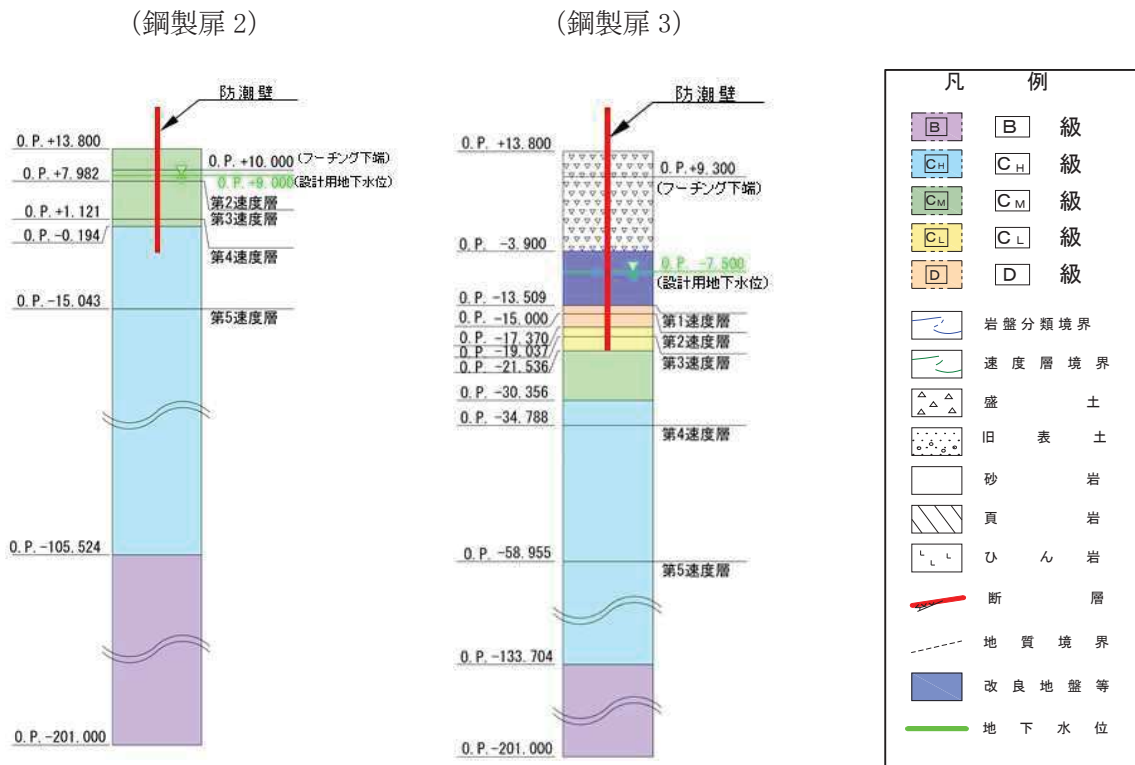 (鋼製扉 2)
防潮壁
O.P.+13.800
O.P.+10.000(フーチング下端)
O.P.+7.982
O.P.+9.000(設計用地下水位)
第2速度層
O.P.+1.121
第3速度層
O.P.-0.194
第4速度層
O.P.-15.043
第5速度層
O.P.-105.524
O.P.-201.000
(鋼製扉 3)
防潮壁
O.P.+13.800
O.P.+9.300
(フーチング下端)
O.P. -3.900
O.P. -7.500
(設計用地下水位)
O.P.-13.509
O.P.-15.000
第1速度層
O.P.-17.370
第2速度層
O.P.-19.037
O.P.-21.536
第3速度層
O.P.-30.356
O.P.-34.788
第4速度層
O.P.-58.955
第5速度層
O.P.-133.704
O.P.-201.000
凡 例
B B 級
CH CH 級
CM CM 級
CL CL 級
D D 級
岩盤分類境界
速度層境界
盛土
旧表土
砂岩
頁岩
ひん岩
断層
地質境界
改良地盤等
地下水位